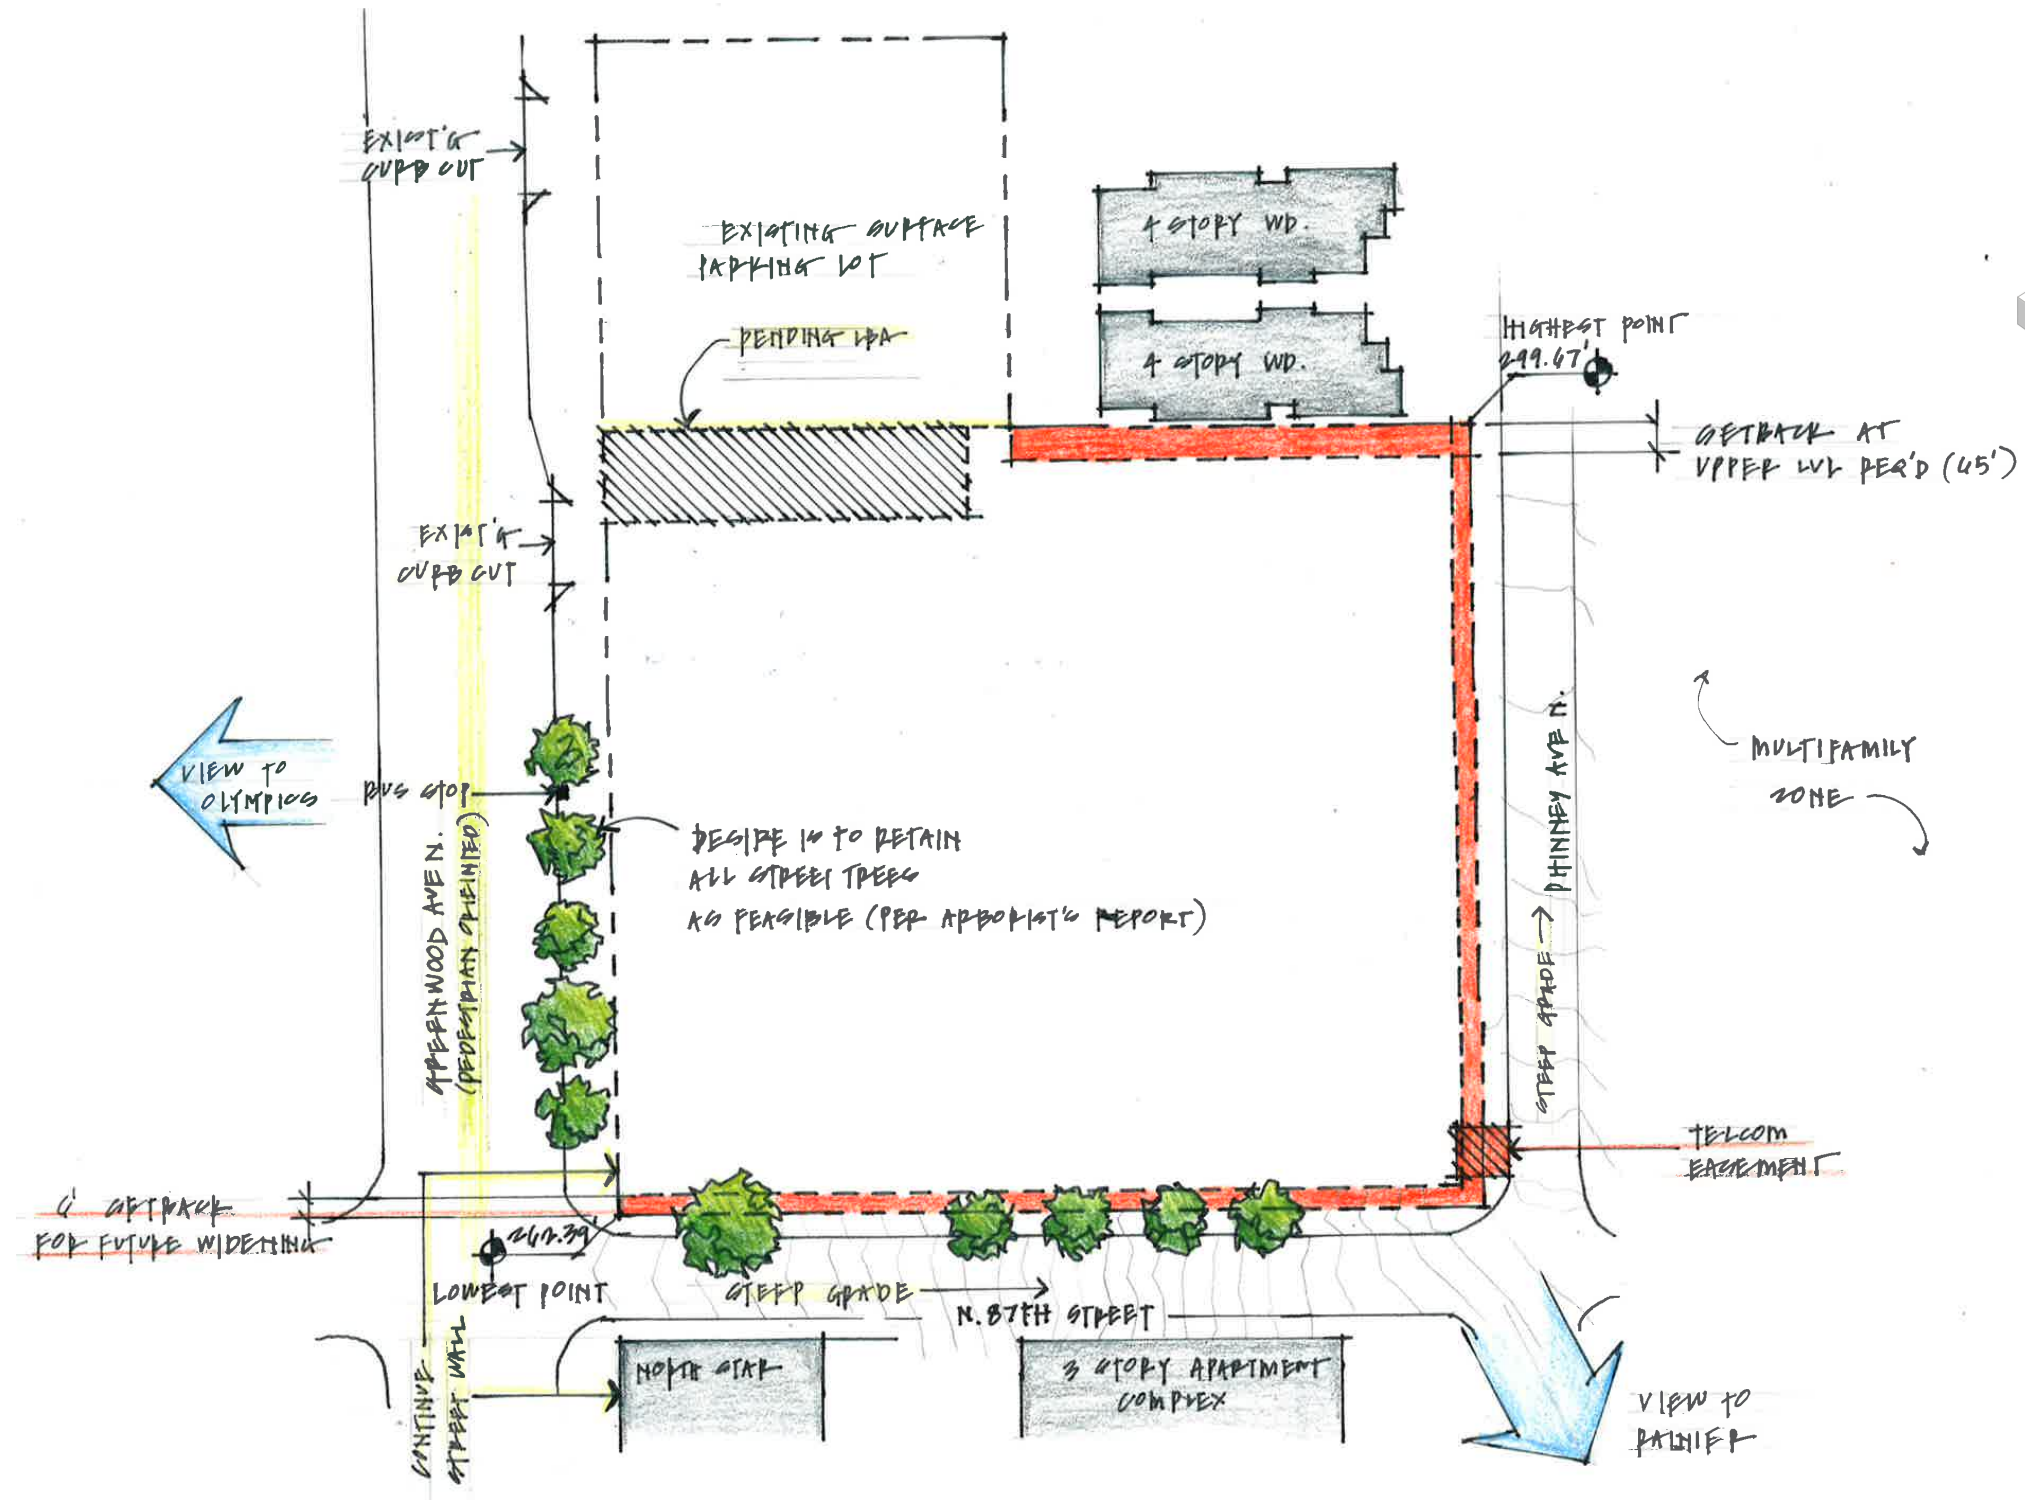 EXIST'G
CURB CUT
EXISTING SURFACE
PARKING LOT
PENDING LBA
4 STORY WD.
4 STORY WD.
HIGHEST POINT
299.67'
SETBACK AT
UPPER LVL REQ'D (45')
EXIST'G
CURB CUT
VIEW TO
OLYMPICS
BUS STOP
GREENWOOD AVE N.
(PEDESTRIAN ORIENTED)
DESIRE IS TO RETAIN
ALL STREET TREES
AS FEASIBLE (PER ARBORIST'S REPORT)
PHINNEY AVE N.
STEEP GRADE
MULTIFAMILY
ZONE
TELCOM
EASEMENT
SETBACK
FOR FUTURE WIDENING
262.39'
LOWEST POINT
STEEP GRADE
N. 87TH STREET
CONTINUE
STREET WALL
NORTH STAR
3 STORY APARTMENT
COMPLEX
VIEW TO
RAINIER